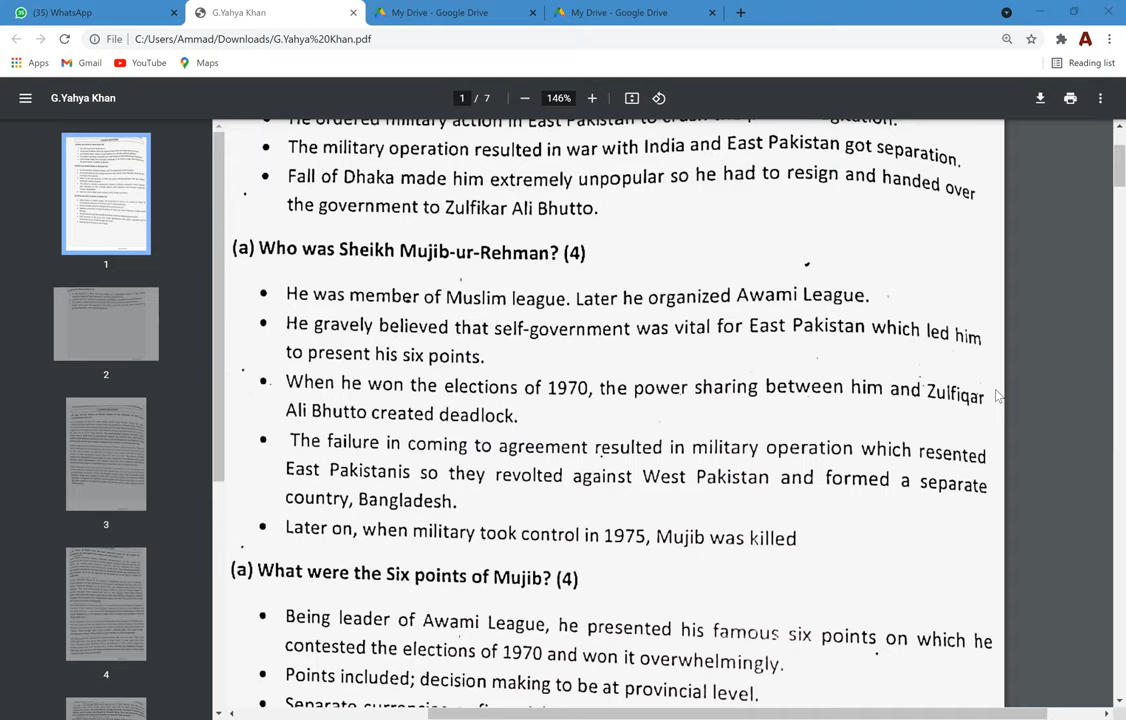 (35) WhatsApp
G.Yahya Khan
My Drive - Google Drive
My Drive - Google Drive
File C:/Users/Ammad/Downloads/G.Yahya%20Khan.pdf
Apps Gmail YouTube Maps Reading list
G.Yahya Khan 1 / 7 146%
He ordered military action in East Pakistan to crush
The military operation resulted in war with India and East Pakistan got separation.
Fall of Dhaka made him extremely unpopular so he had to resign and handed over
the government to Zulfikar Ali Bhutto.
(a) Who was Sheikh Mujib-ur-Rehman? (4)
He was member of Muslim league. Later he organized Awami League.
He gravely believed that self-government was vital for East Pakistan which led him
to present his six points.
When he won the elections of 1970, the power sharing between him and Zulfiqar
Ali Bhutto created deadlock.
The failure in coming to agreement resulted in military operation which resented
East Pakistanis so they revolted against West Pakistan and formed a separate
country, Bangladesh.
Later on, when military took control in 1975, Mujib was killed
(a) What were the Six points of Mujib? (4)
Being leader of Awami League, he presented his famous six points on which he
contested the elections of 1970 and won it overwhelmingly.
Points included; decision making to be at provincial level.
1
2
3
4